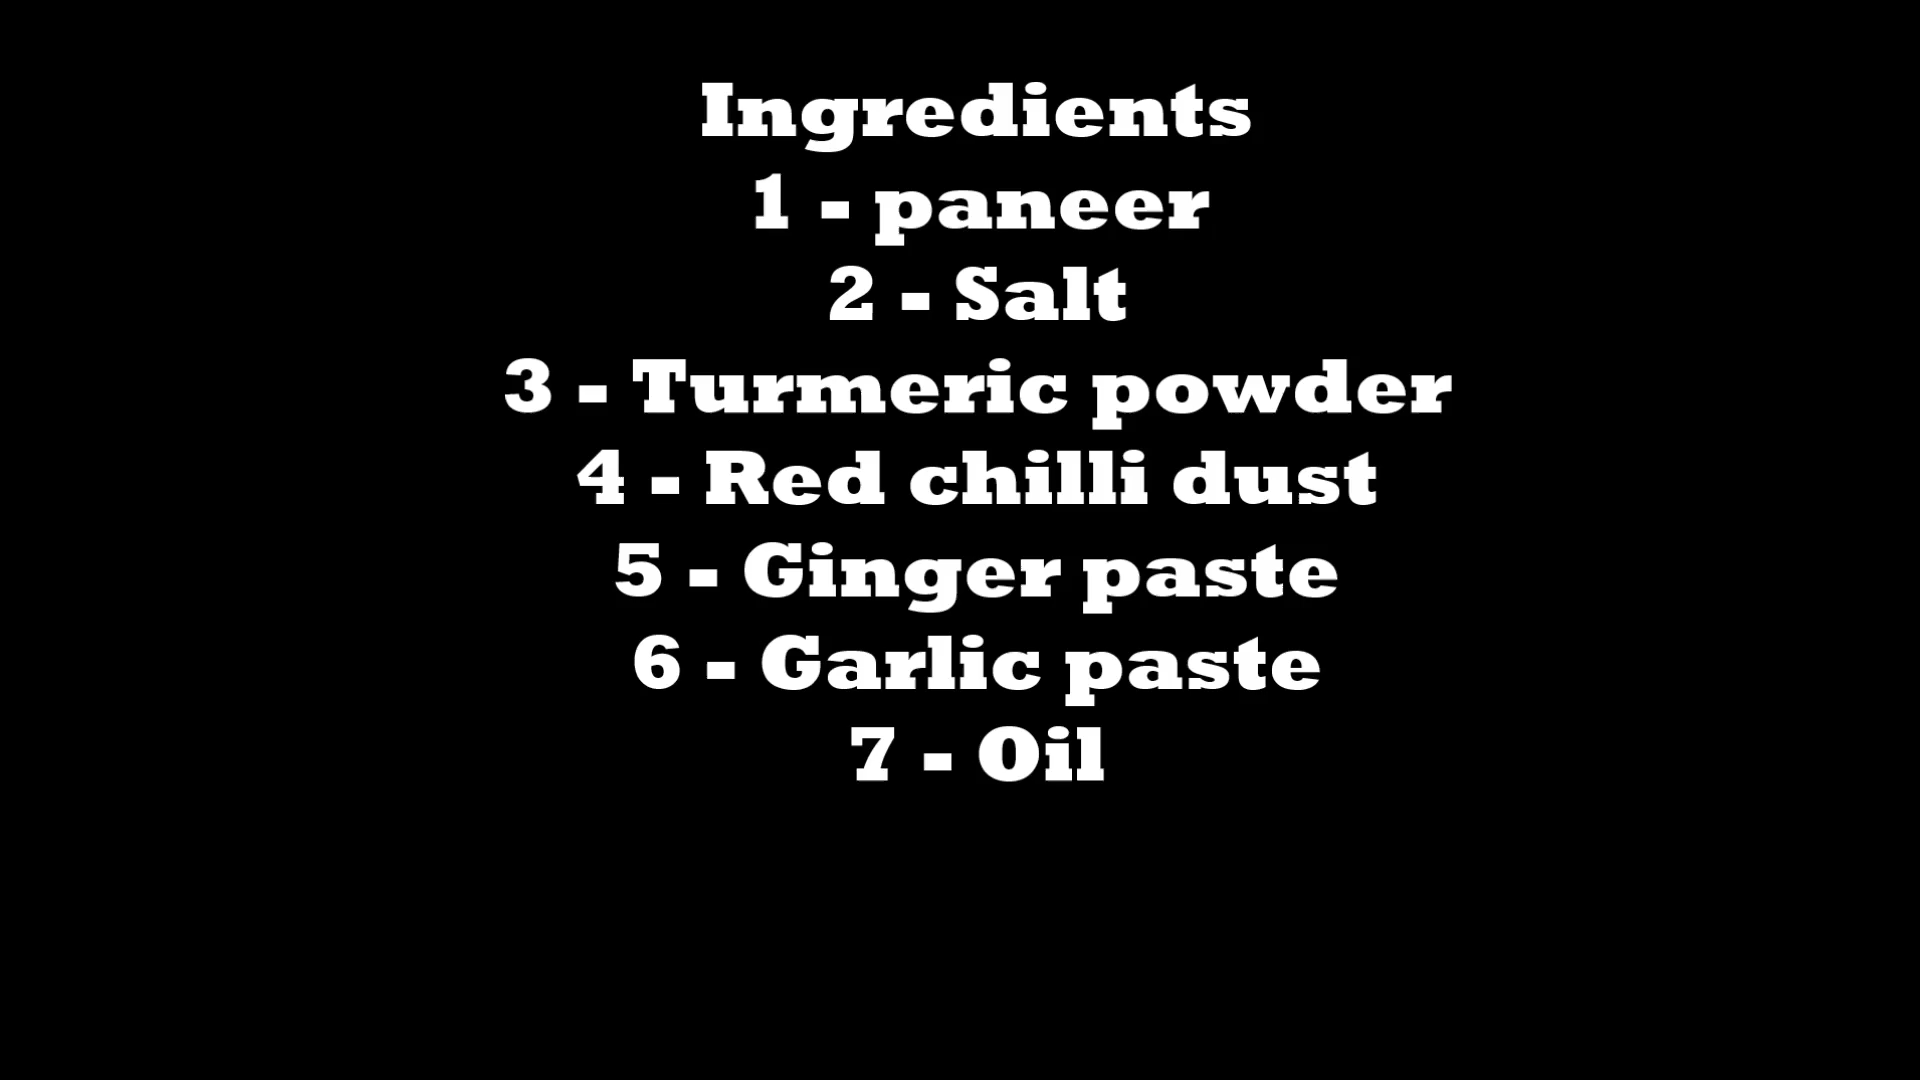 Ingredients
1 - paneer
2 - Salt
3 - Turmeric powder
4 - Red chilli dust
5 - Ginger paste
6 - Garlic paste
7 - Oil